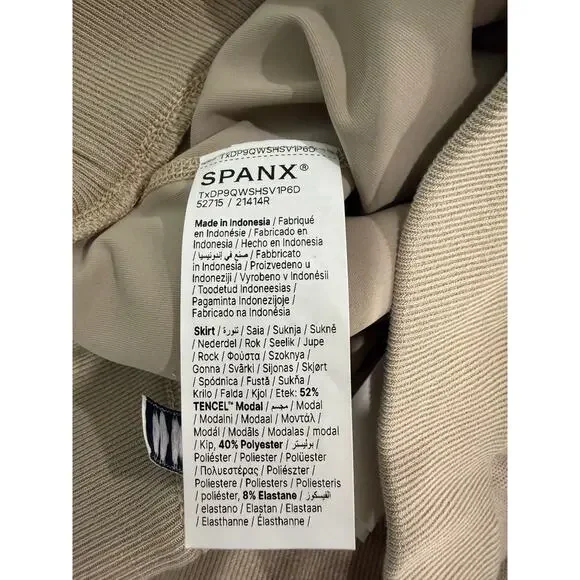 TxDP9QWSHSV1P6D
SPANX®
TxDP9QWSHSV1P6D
52715 / 21414R
Made in Indonesia / Fabriqué
en Indonésie / Fabricado en
Indonesia / Hecho en Indonesia
/ صنع في إندونيسيا / Fabbricato
in Indonesia / Proizvedeno u
Indoneziji / Vyrobeno v Indonésii
/ Toodetud Indoneesias /
Pagaminta Indonezijoje /
Fabricado na Indonésia
Skirt / تنورة / Saia / Suknja / Sukně
/ Nederdel / Rok / Seelik / Jupe
/ Rock / Φούστα / Szoknya /
Gonna / Svārki / Sijonas / Skjørt
/ Spódnica / Fustă / Sukňa /
Krilo / Falda / Kjol / Etek: 52%
TENCEL™ Modal / مجسم / Modal
/ Modalni / Modaal / Μοντάλ /
Modál / Modāls / Modalas / modal
/ Kip, 40% Polyester / بوليستر /
Poliéster / Poliester / Polüester
/ Πολυεστέρας / Poliészter /
Poliestere / Poliesters / Poliesteris
/ poliéster, 8% Elastane / الفيسكوز /
/ elastano / Elastan / Elastaan
/ Elasthanne / Élasthanne /